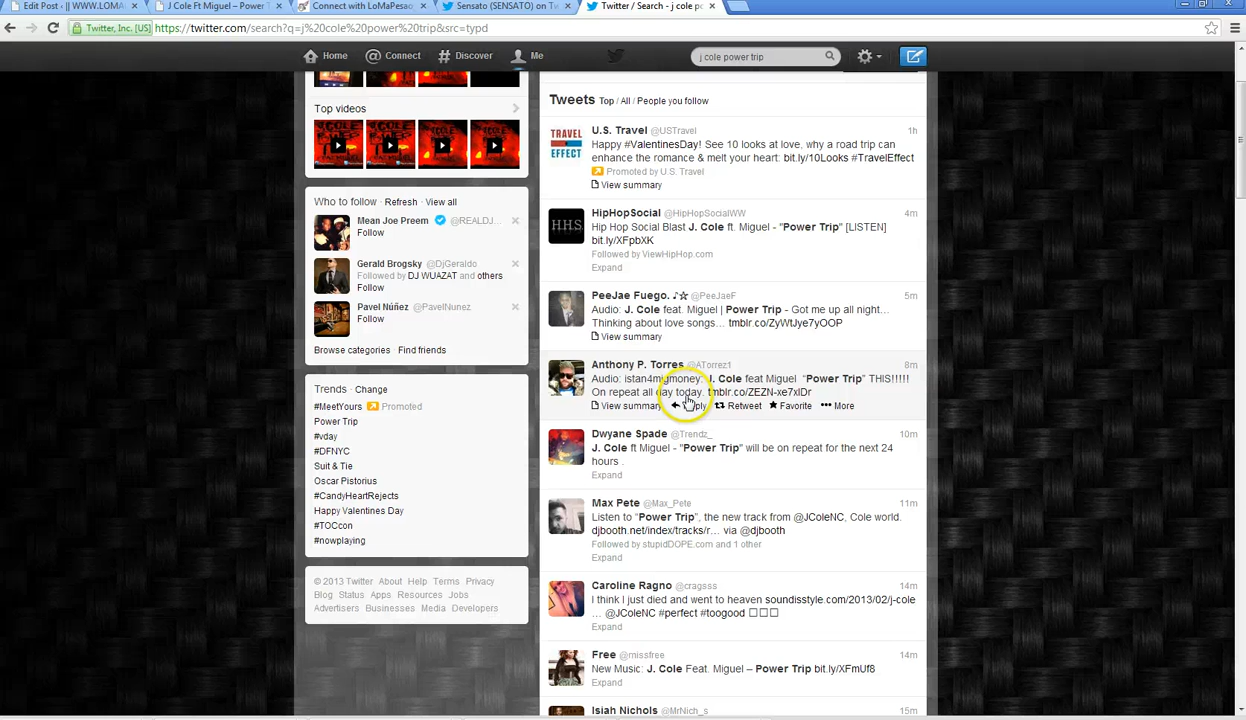 Edit Post ‹ || WWW.LOMA
J Cole Ft Miguel – Power T
Connect with LoMaPesao
Sensato (SENSATO) on Tw
Twitter / Search - j cole po
Twitter, Inc. [US]
https://twitter.com/search?q=j%20cole%20power%20trip&src=typd
Home
Connect
Discover
Me
j cole power trip
Top videos
Who to follow · Refresh · View all
Mean Joe Preem @REALDJ...
Follow
Gerald Brogsky @DjGeraldo
Followed by DJ WUAZAT and others
Follow
Pavel Núñez @PavelNunez
Follow
Browse categories · Find friends
Trends · Change
#MeetYours Promoted
Power Trip
#vday
#DFNYC
Suit & Tie
Oscar Pistorius
#CandyHeartRejects
Happy Valentines Day
#TOCcon
#nowplaying
© 2013 Twitter About Help Terms Privacy
Blog Status Apps Resources Jobs
Advertisers Businesses Media Developers
Tweets Top / All / People you follow
U.S. Travel @USTravel 1h
TRAVEL EFFECT
Happy #ValentinesDay! See 10 looks at love, why a road trip can
enhance the romance & melt your heart: bit.ly/10Looks #TravelEffect
Promoted by U.S. Travel
View summary
HipHopSocial @HipHopSocialWW 4m
H.H.S.
Hip Hop Social Blast J. Cole ft. Miguel - "Power Trip" [LISTEN]
bit.ly/XFpbXK
Followed by ViewHipHop.com
Expand
PeeJae Fuego. ♪☆ @PeeJaeF 5m
Audio: J. Cole feat. Miguel | Power Trip - Got me up all night…
Thinking about love songs… tmblr.co/ZyWtJye7yOOP
View summary
Anthony P. Torres @ATorrez1 8m
Audio: istan4migmoney: J. Cole feat Miguel “Power Trip” THIS!!!!!
On repeat all day today. tmblr.co/ZEZN-xe7xIDr
View summary Reply Retweet Favorite More
Dwyane Spade @Trendz_ 10m
J. Cole ft Miguel - “Power Trip” will be on repeat for the next 24
hours .
Expand
Max Pete @Max_Pete 11m
Listen to “Power Trip”, the new track from @JColeNC, Cole world.
djbooth.net/index/tracks/r… via @djbooth
Followed by stupidDOPE.com and 1 other
Expand
Caroline Ragno @cragsss 14m
I think I just died and went to heaven soundisstyle.com/2013/02/j-cole
… @JColeNC #perfect #toogood
Expand
Free @missfree 14m
New Music: J. Cole Feat. Miguel – Power Trip bit.ly/XFmUf8
Expand
Isiah Nichols @MrNich_s 15m